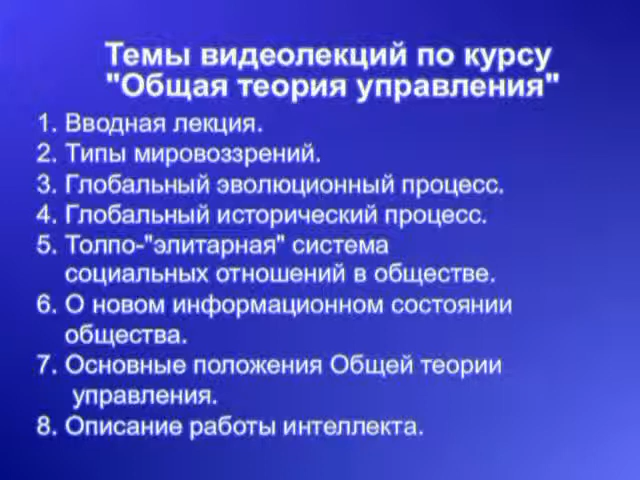 Темы видеолекций по курсу
"Общая теория управления"
1. Вводная лекция.
2. Типы мировоззрений.
3. Глобальный эволюционный процесс.
4. Глобальный исторический процесс.
5. Толпо-"элитарная" система
социальных отношений в обществе.
6. О новом информационном состоянии
общества.
7. Основные положения Общей теории
управления.
8. Описание работы интеллекта.